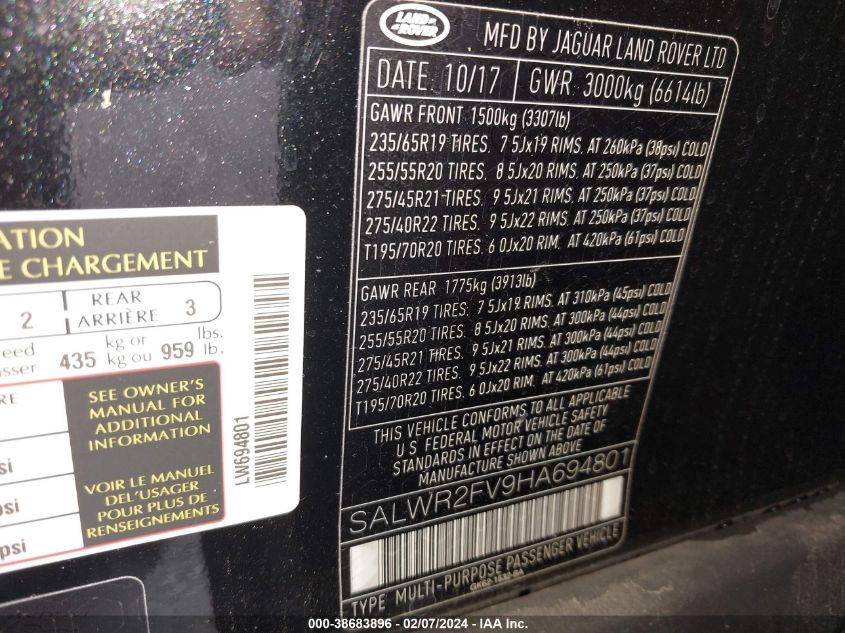 LAND
ROVER
MFD BY JAGUAR LAND ROVER LTD
DATE: 10/17
GWR: 3000kg (6614lb)
GAWR FRONT 1500kg (3307lb)
235/65R19 TIRES. 7 5Jx19 RIMS. AT 260kPa (38psi) COLD
255/55R20 TIRES. 8 5Jx20 RIMS. AT 250kPa (37psi) COLD
275/45R21 TIRES. 9 5Jx21 RIMS. AT 250kPa (37psi) COLD
275/40R22 TIRES. 9 5Jx22 RIMS. AT 250kPa (37psi) COLD
T195/70R20 TIRES. 6 0Jx20 RIM. AT 420kPa (61psi) COLD
GAWR REAR 1775kg (3913lb)
235/65R19 TIRES. 7 5Jx19 RIMS. AT 310kPa (45psi) COLD
255/55R20 TIRES. 8 5Jx20 RIMS. AT 300kPa (44psi) COLD
275/45R21 TIRES. 9 5Jx21 RIMS. AT 300kPa (44psi) COLD
275/40R22 TIRES. 9 5Jx22 RIMS. AT 300kPa (44psi) COLD
T195/70R20 TIRES. 6 0Jx20 RIM. AT 420kPa (61psi) COLD
THIS VEHICLE CONFORMS TO ALL APPLICABLE
U S FEDERAL MOTOR VEHICLE SAFETY
STANDARDS IN EFFECT ON THE DATE OF
MANUFACTURE SHOWN ABOVE
SALWR2FV9HA694801
TYPE MULTI-PURPOSE PASSENGER VEHICLE
ATION
E CHARGEMENT
2
REAR
ARRIÈRE
3
eed
asser
435 kg or
kg ou 959 lbs.
lb.
RE
SEE OWNER'S
MANUAL FOR
ADDITIONAL
INFORMATION
si
VOIR LE MANUEL
DEL'USAGER
POUR PLUS DE
RENSEIGNEMENTS
si
psi
LW694801
000-38683896 - 02/07/2024 - IAAI.com